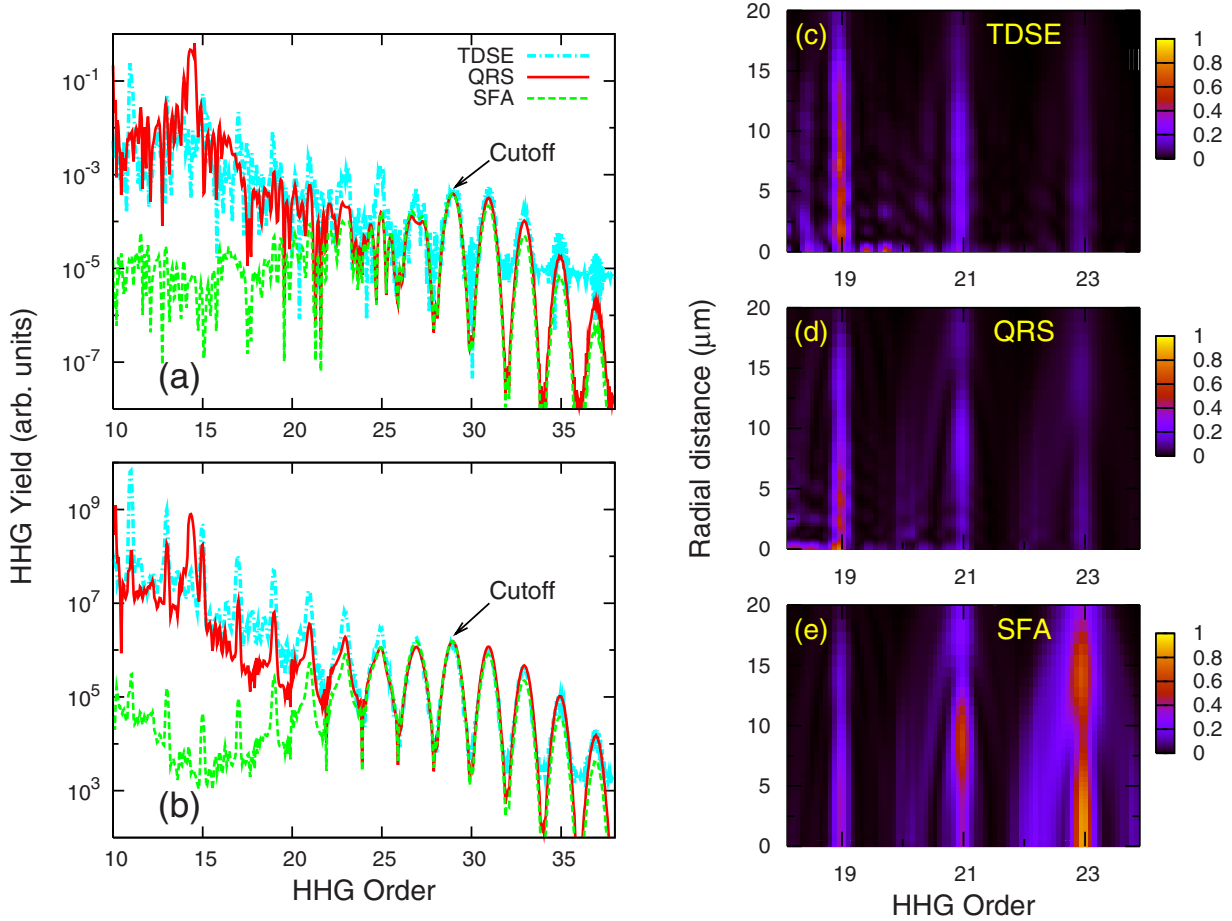 HHG Yield (arb. units)
10^-1
10^-3
10^-5
10^-7
TDSE
QRS
SFA
Cutoff
(a)
10 15 20 25 30 35
10^9
10^7
10^5
10^3
Cutoff
(b)
10 15 20 25 30 35
HHG Order
Radial distance (μm)
20
15
10
5
0
(c)
TDSE
19 21 23
1
0.8
0.6
0.4
0.2
0
20
15
10
5
0
(d)
QRS
19 21 23
1
0.8
0.6
0.4
0.2
0
20
15
10
5
0
(e)
SFA
19 21 23
1
0.8
0.6
0.4
0.2
0
HHG Order